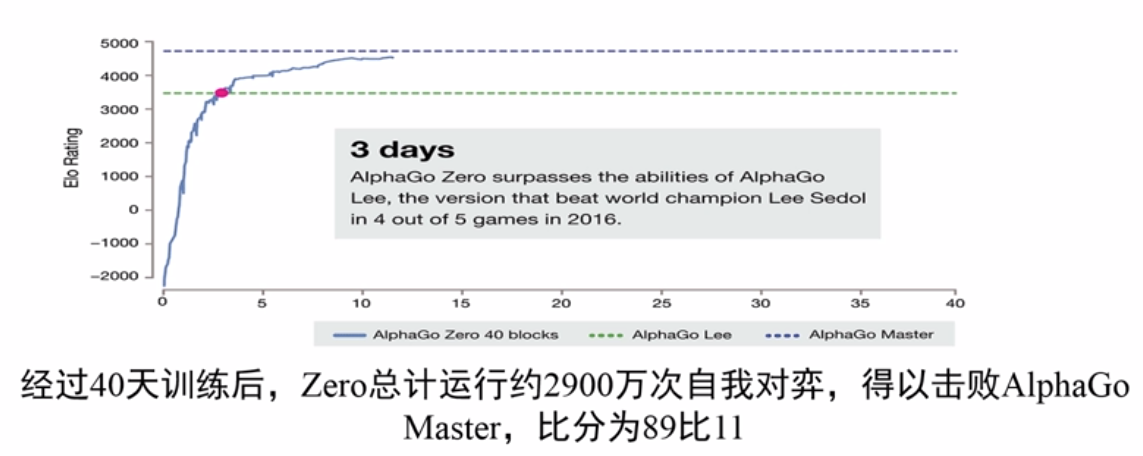 5000
4000
3000
2000
1000
0
−1000
−2000
Elo Rating
3 days
AlphaGo Zero surpasses the abilities of AlphaGo
Lee, the version that beat world champion Lee Sedol
in 4 out of 5 games in 2016.
0 5 10 15 20 25 30 35 40
AlphaGo Zero 40 blocks AlphaGo Lee AlphaGo Master
经过40天训练后，Zero总计运行约2900万次自我对弈，得以击败AlphaGo
Master，比分为89比11